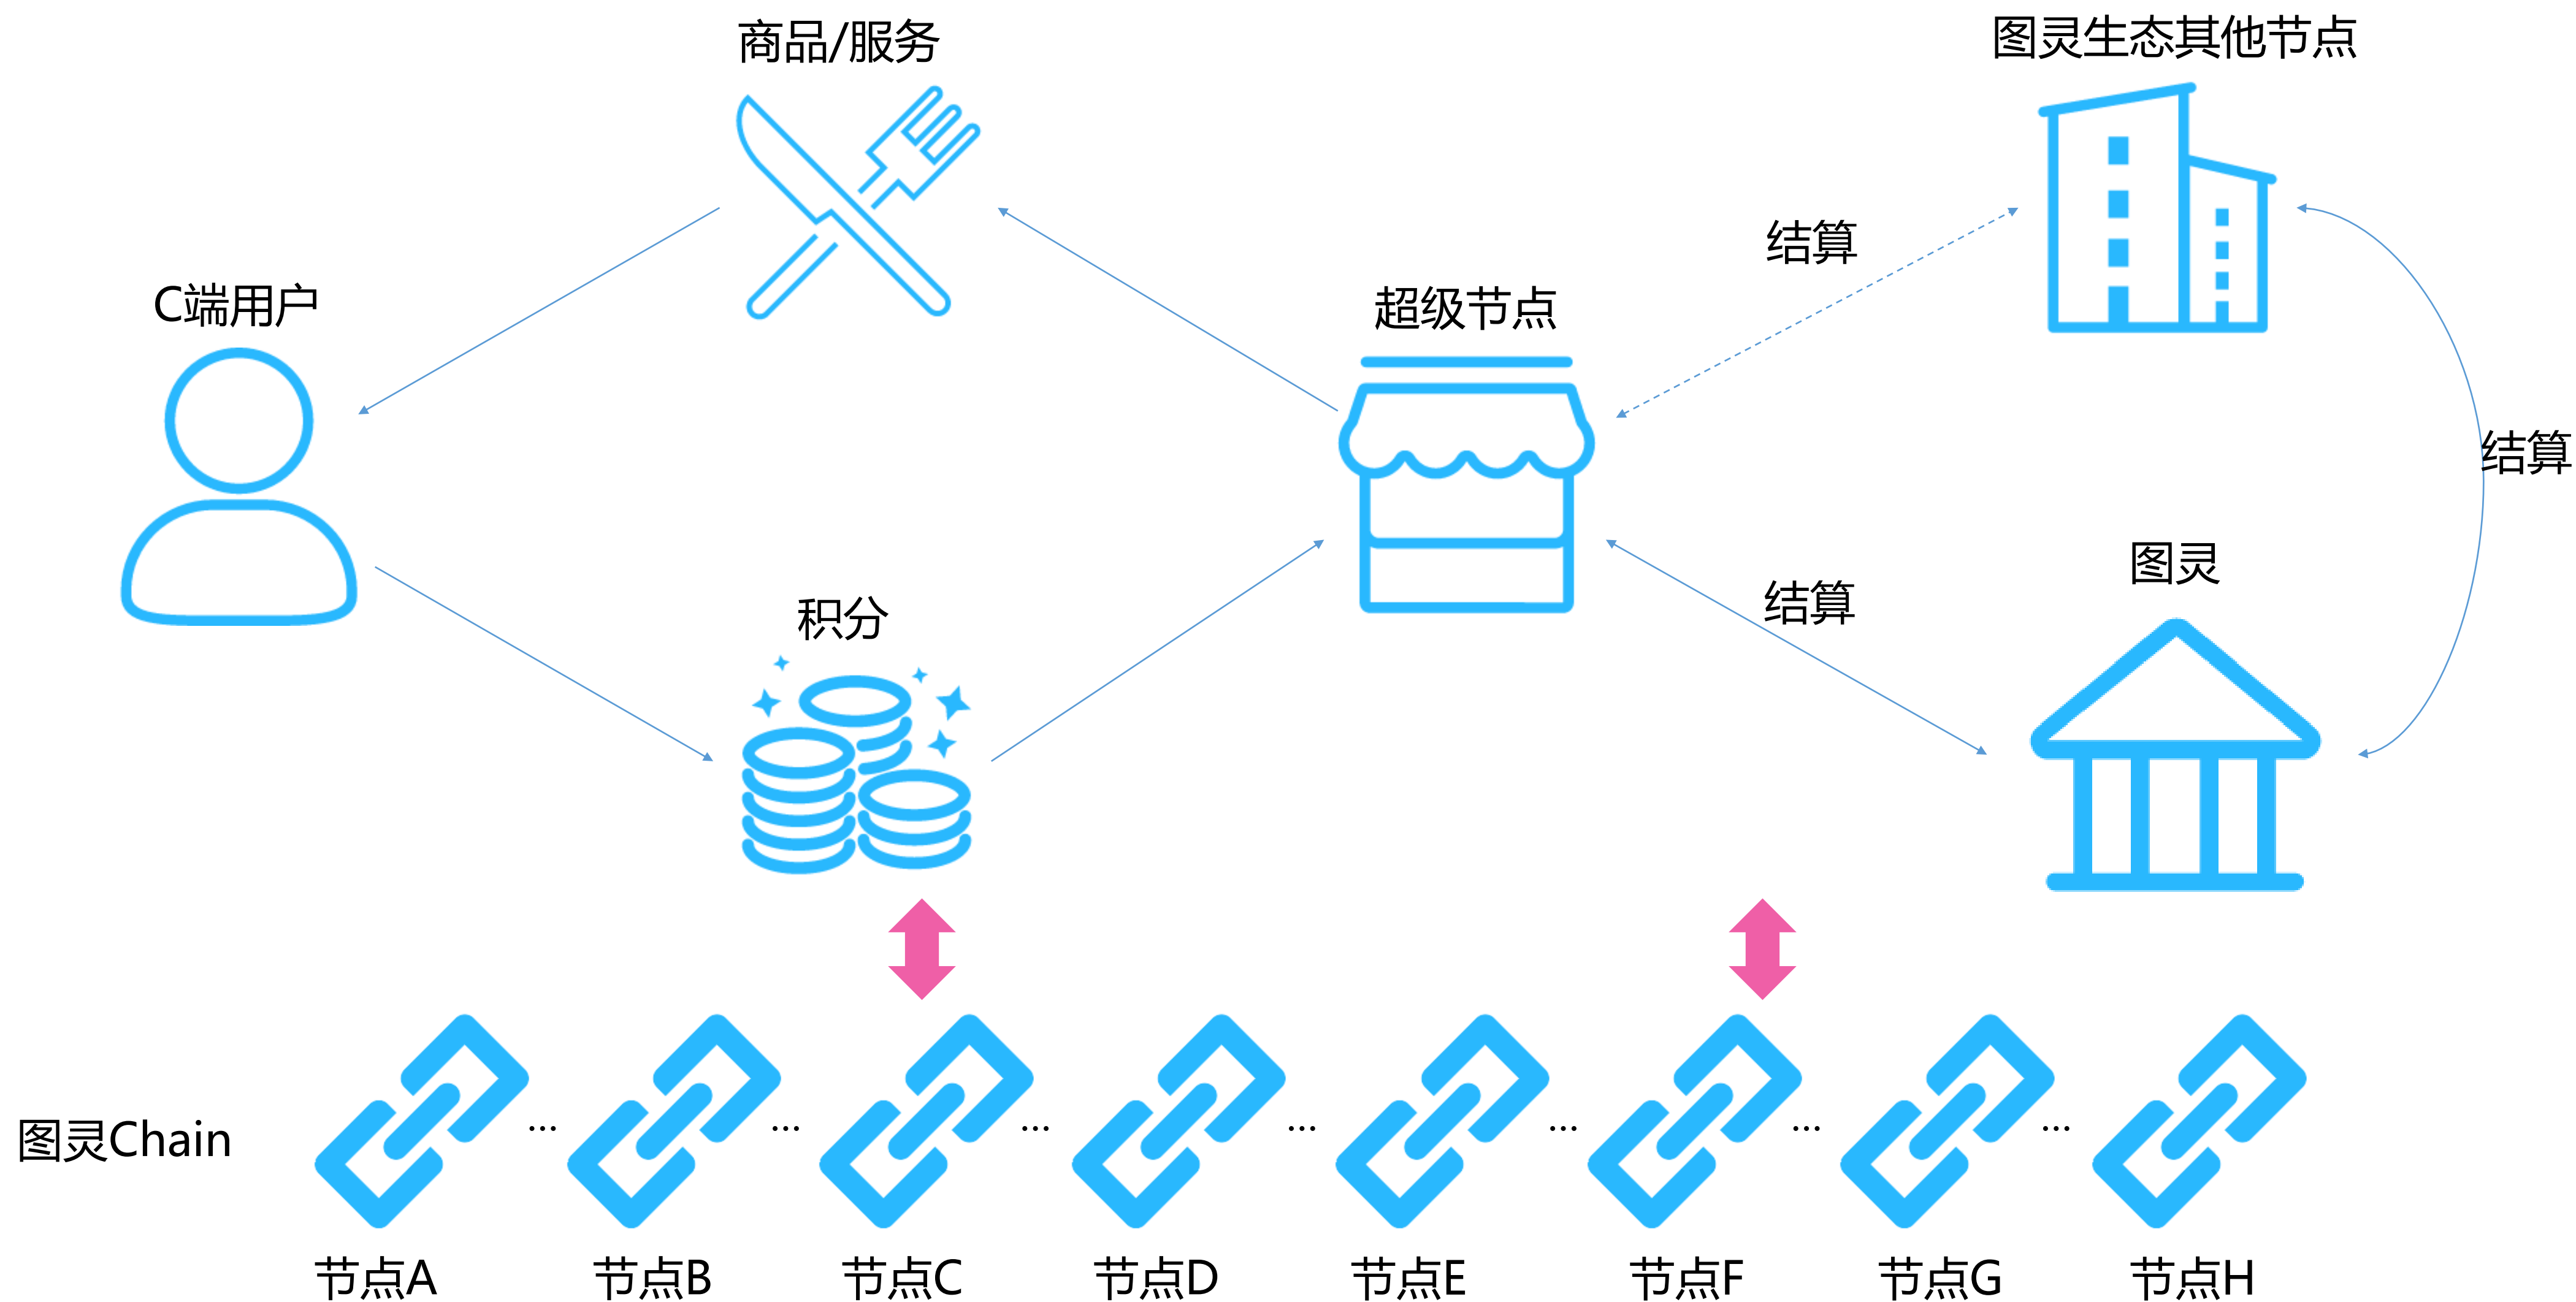 商品/服务
图灵生态其他节点
结算
C端用户
超级节点
结算
图灵
结算
积分
图灵Chain
...
...
...
...
...
...
...
节点A
节点B
节点C
节点D
节点E
节点F
节点G
节点H